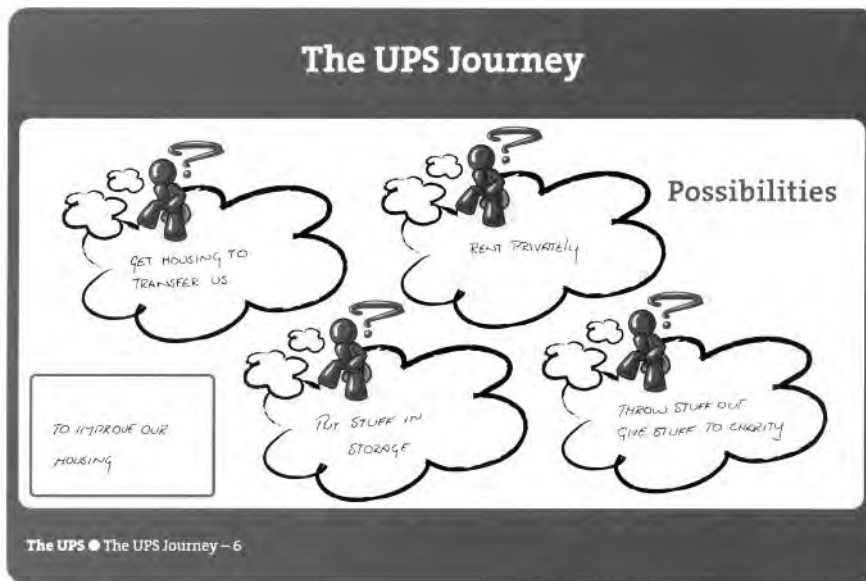 The UPS Journey
Possibilities
GET HOUSING TO
TRANSFER US
RENT PRIVATELY
PUT STUFF IN
STORAGE
THROW STUFF OUT
GIVE STUFF TO CHARITY
TO IMPROVE OUR
HOUSING
The UPS ● The UPS Journey – 6